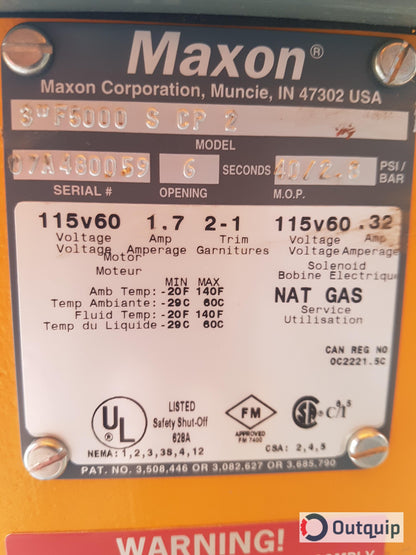 Maxon®
Maxon Corporation, Muncie, IN 47302 USA
3"F5000 S CP 2
MODEL
07A480059 6 SECONDS 40/2.8 PSI/
BAR
SERIAL # OPENING M.O.P.
115v60 1.7 2-1 115v60 .32
Voltage Amp Trim Voltage Amp
Voltage Amperage Garnitures Voltage Amperage
Motor Solenoid
Moteur Bobine Electrique
MIN MAX
Amb Temp: -20F 140F
Temp Ambiante: -29C 60C
Fluid Temp: -20F 140F
Temp du Liquide -29C 60C
NAT GAS
Service
Utilisation
CAN REG NO
0C2221.5C
UL
LISTED
Safety Shut-Off
628A
FM
APPROVED
FM 7400
NEMA: 1,2,3,3S,4,12
CSA: 2,4,5
PAT. NO. 3,508,446 OR 3,082,627 OR 3,685,790
WARNING!
Outquip